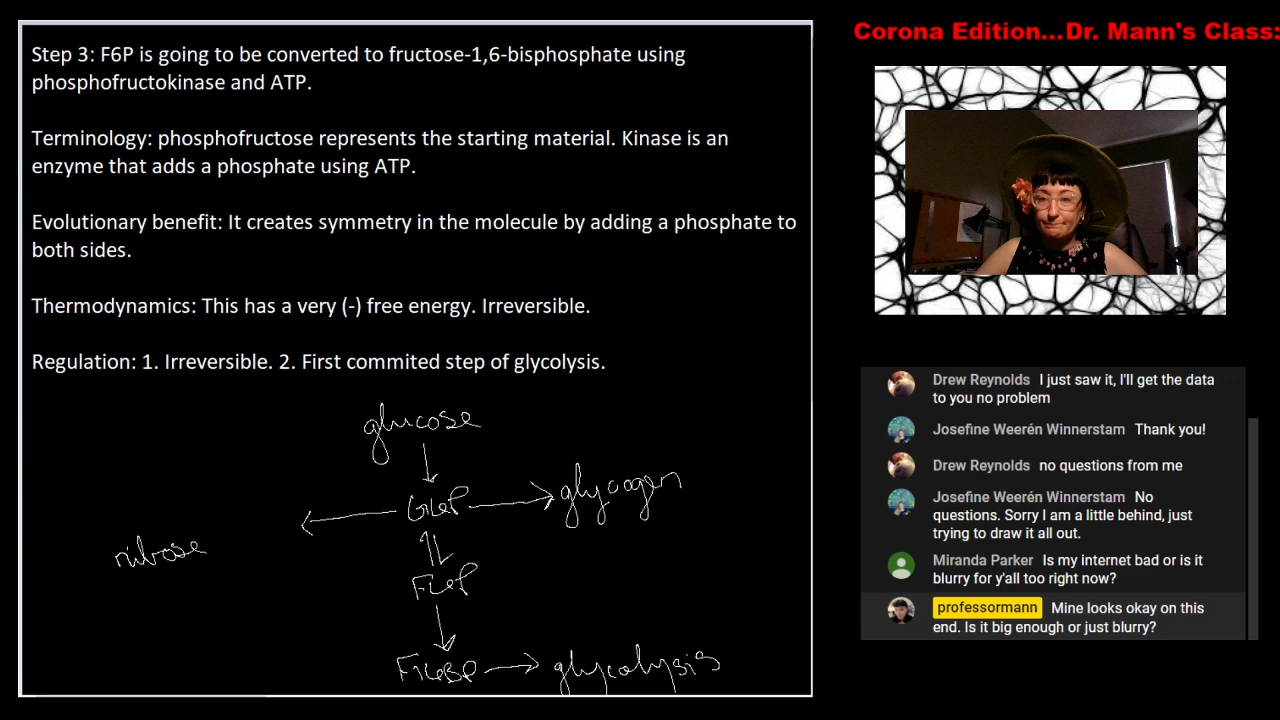 Step 3: F6P is going to be converted to fructose-1,6-bisphosphate using
phosphofructokinase and ATP.
Terminology: phosphofructose represents the starting material. Kinase is an
enzyme that adds a phosphate using ATP.
Evolutionary benefit: It creates symmetry in the molecule by adding a phosphate to
both sides.
Thermodynamics: This has a very (-) free energy. Irreversible.
Regulation: 1. Irreversible. 2. First commited step of glycolysis.
glucose
G6P
glycogen
ribose
F6P
F16BP
glycolysis
Corona Edition...Dr. Mann's Class:
Drew Reynolds I just saw it, I'll get the data
to you no problem
Josefine Weerén Winnerstam Thank you!
Drew Reynolds no questions from me
Josefine Weerén Winnerstam No
questions. Sorry I am a little behind, just
trying to draw it all out.
Miranda Parker Is my internet bad or is it
blurry for y'all too right now?
professormann Mine looks okay on this
end. Is it big enough or just blurry?